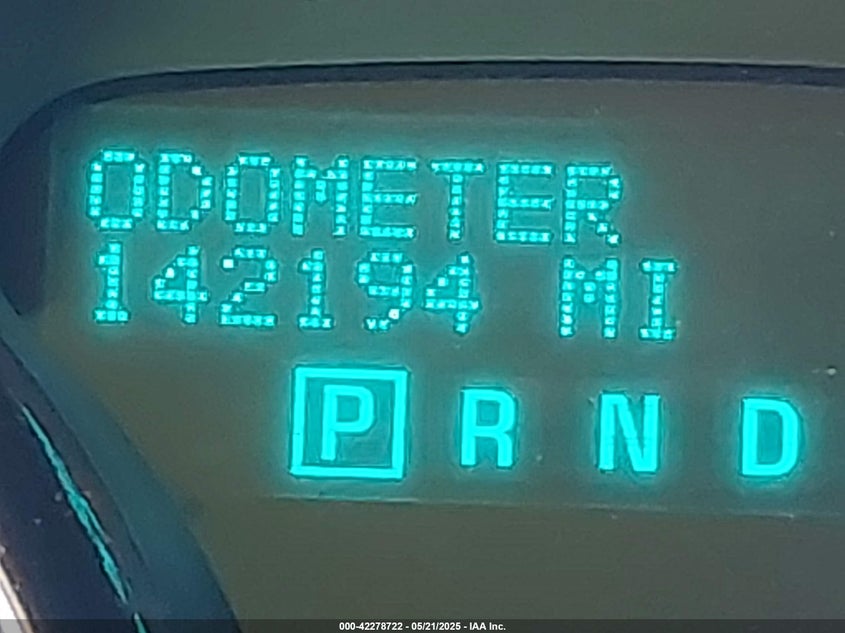 ODOMETER
142194 MI
P R N D
000-42278722 - 05/21/2025 - IAA Inc.